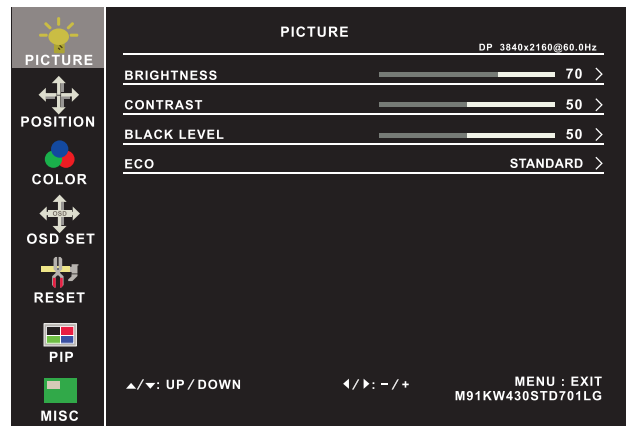 PICTURE
DP 3840x2160@60.0Hz
BRIGHTNESS 70 >
CONTRAST 50 >
BLACK LEVEL 50 >
ECO STANDARD >
PICTURE
POSITION
COLOR
OSD
OSD SET
RESET
PIP
MISC
▲/▼: UP / DOWN
◀/▶: – / +
MENU : EXIT
M91KW430STD701LG